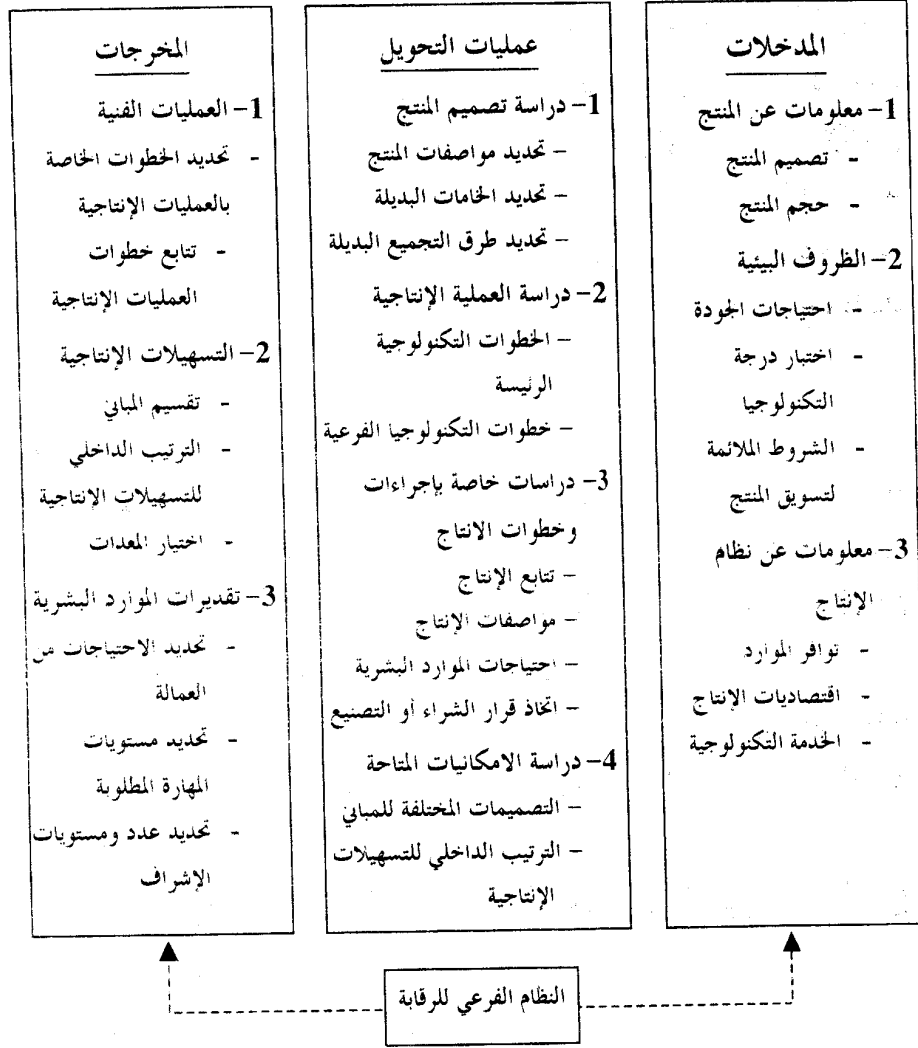 المدخلات
1- معلومات عن المنتج
- تصميم المنتج
- حجم المنتج
2- الظروف البيئية
- احتياجات الجودة
- اختبار درجة
التكنولوجيا
- الشروط الملائمة
لتسويق المنتج
3- معلومات عن نظام
الإنتاج
- توافر الموارد
- اقتصاديات الإنتاج
- الخدمة التكنولوجية
عمليات التحويل
1- دراسة تصميم المنتج
- تحديد مواصفات المنتج
- تحديد الخامات البديلة
- تحديد طرق التجميع البديلة
2- دراسة العملية الإنتاجية
- الخطوات التكنولوجية
الرئيسة
- خطوات التكنولوجيا الفرعية
3- دراسات خاصة بإجراءات
وخطوات الانتاج
- تتابع الإنتاج
- مواصفات الإنتاج
- احتياجات الموارد البشرية
- اتخاذ قرار الشراء أو التصنيع
4- دراسة الامكانيات المتاحة
- التصميمات المختلفة للمباني
- الترتيب الداخلي للتسهيلات
الإنتاجية
المخرجات
1- العمليات الفنية
- تحديد الخطوات الخاصة
بالعمليات الإنتاجية
- تتابع خطوات
العمليات الإنتاجية
2- التسهيلات الإنتاجية
- تقسيم المباني
- الترتيب الداخلي
للتسهيلات الإنتاجية
- اختيار المعدات
3- تقديرات الموارد البشرية
- تحديد الاحتياجات من
العمالة
- تحديد مستويات
المهارة المطلوبة
- تحديد عدد ومستويات
الإشراف
النظام الفرعي للرقابة